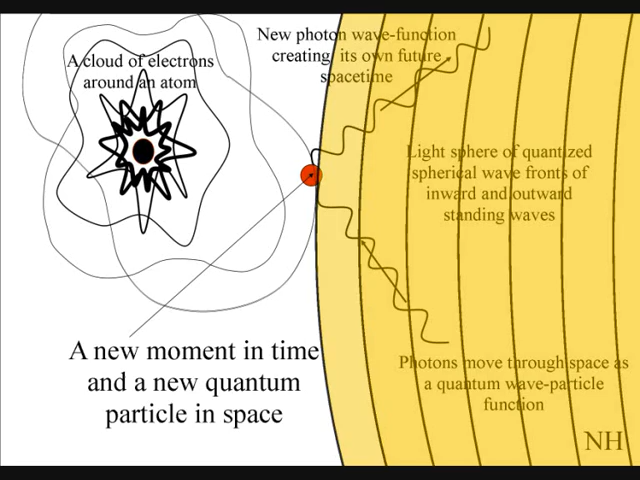 A cloud of electrons
around an atom
New photon wave-function
creating, its own future
spacetime
Light sphere of quantized
spherical wave fronts of
inward and outward
standing waves
A new moment in time
and a new quantum
particle in space
Photons move through space as
a quantum wave-particle
function
NH